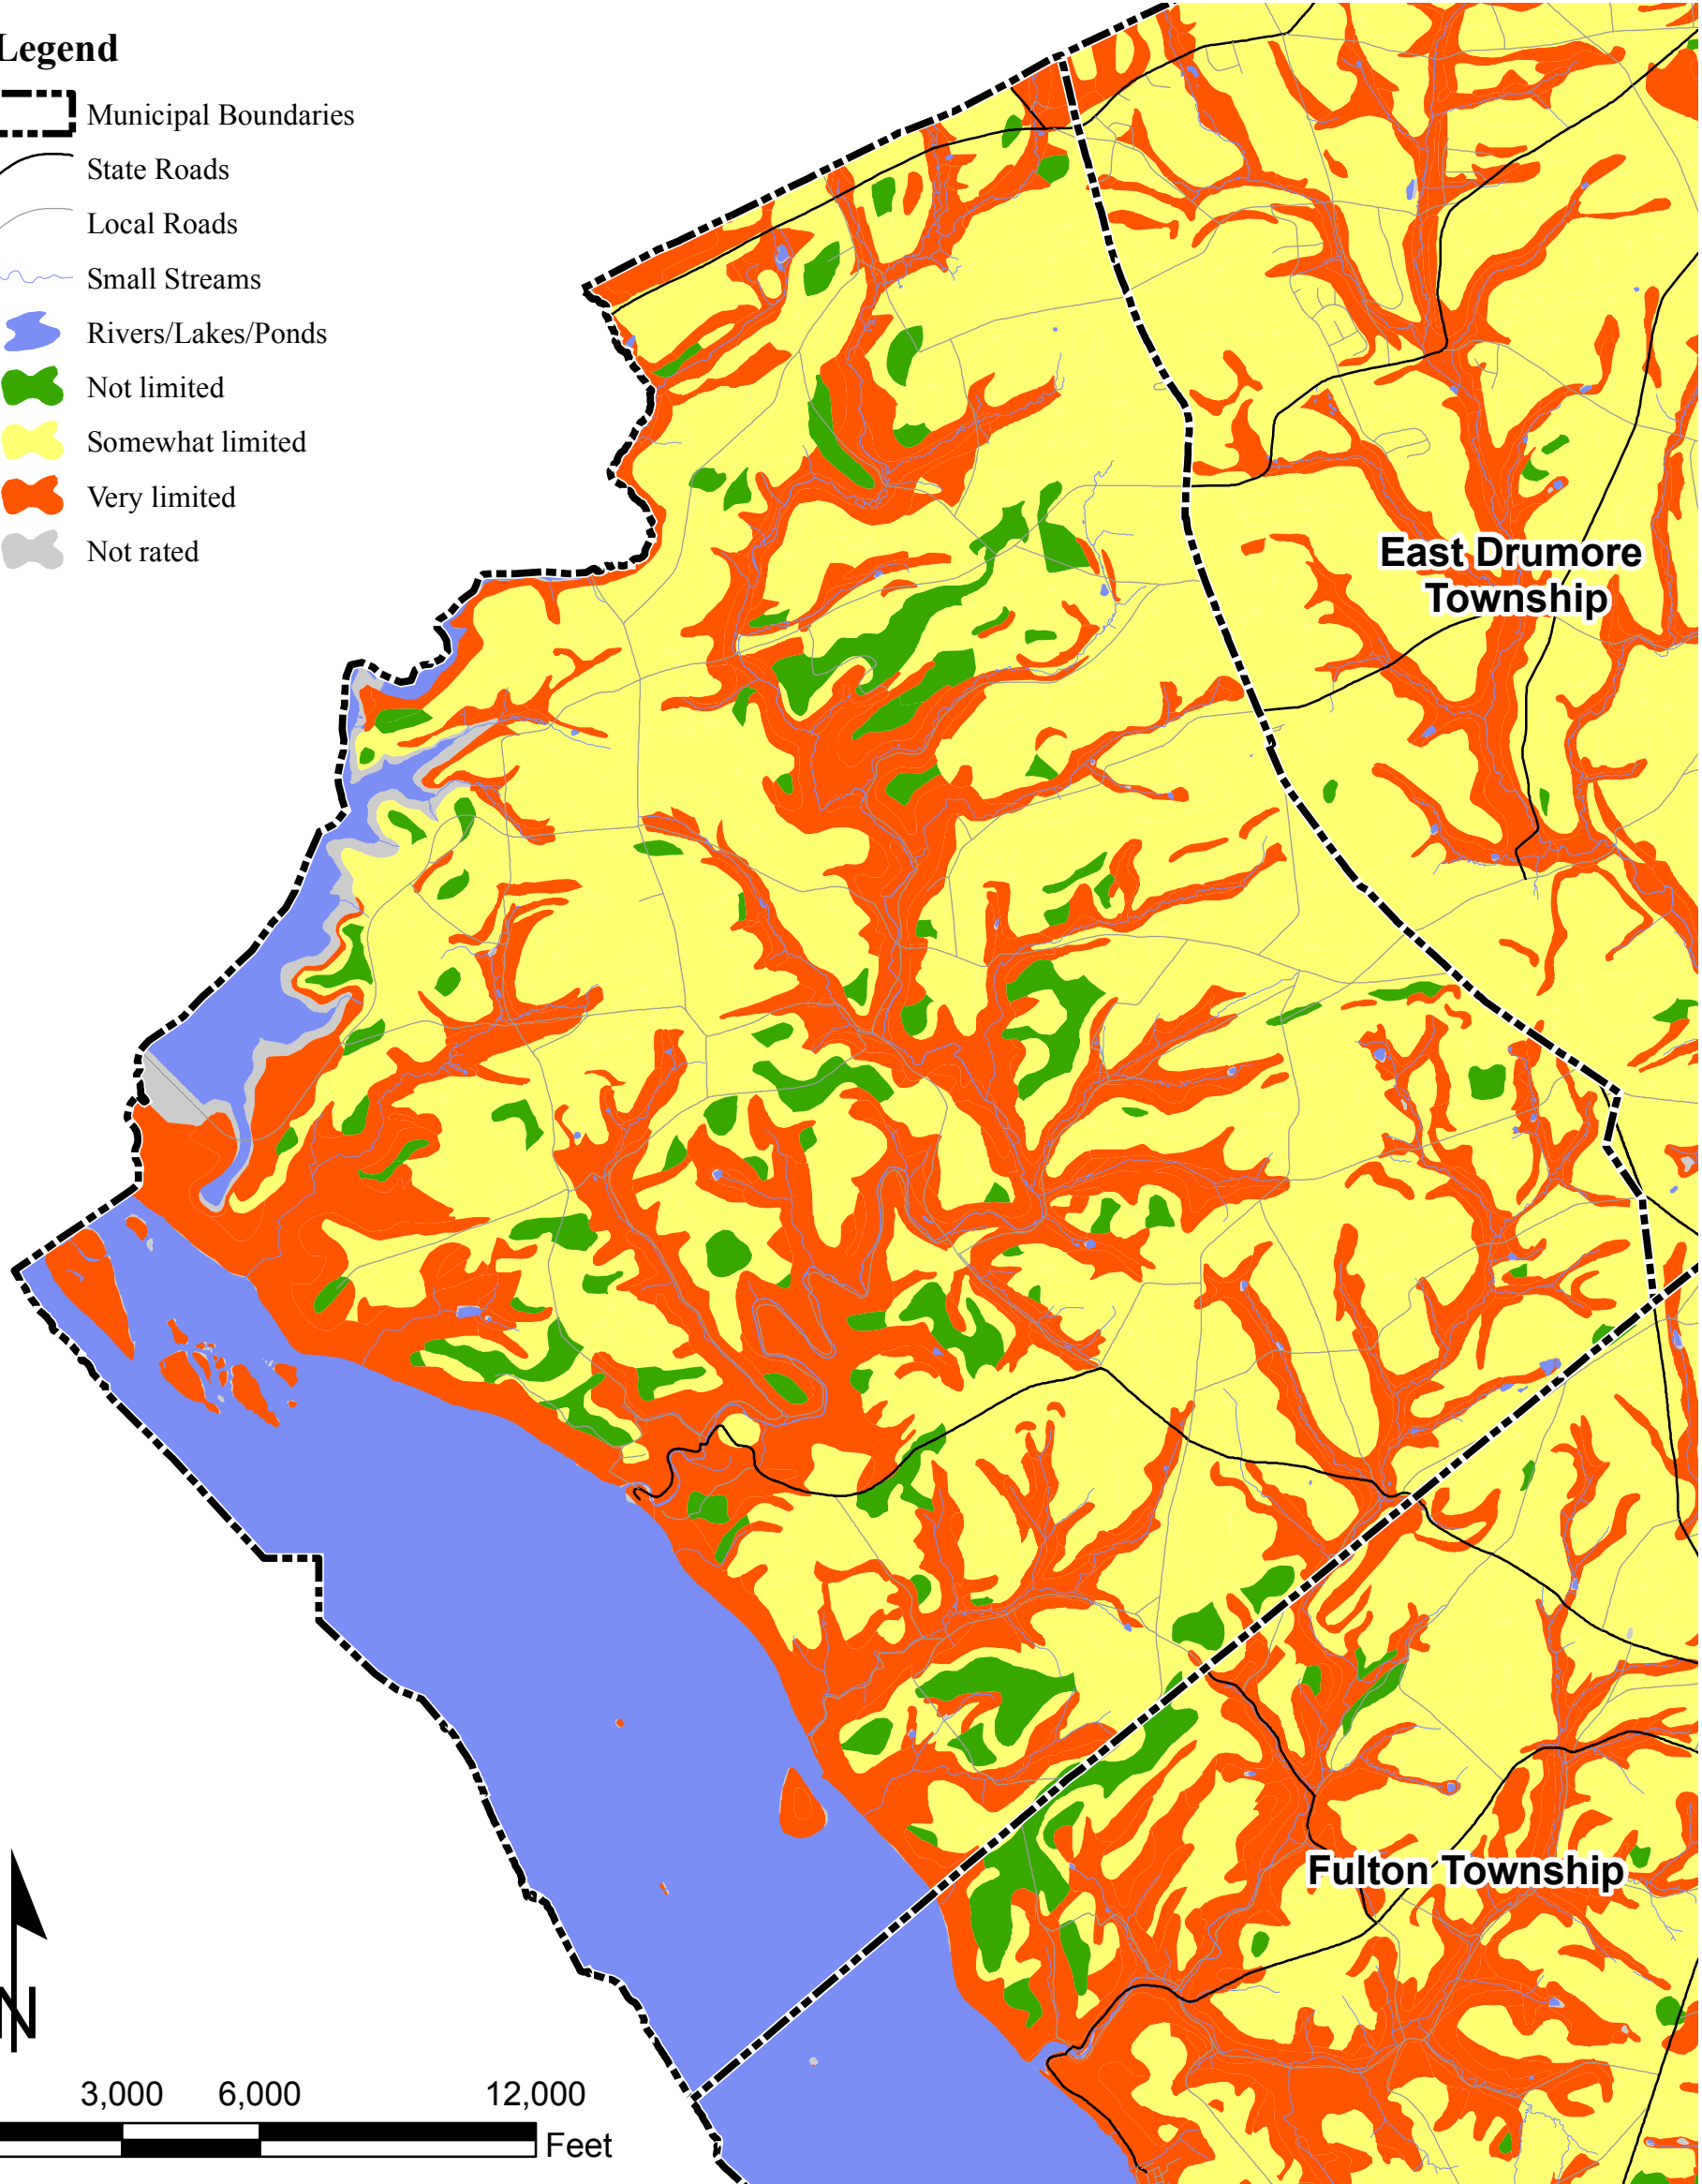 Legend
Municipal Boundaries
State Roads
Local Roads
Small Streams
Rivers/Lakes/Ponds
Not limited
Somewhat limited
Very limited
Not rated
East Drumore
Township
Fulton Township
N
3,000 6,000 12,000
Feet